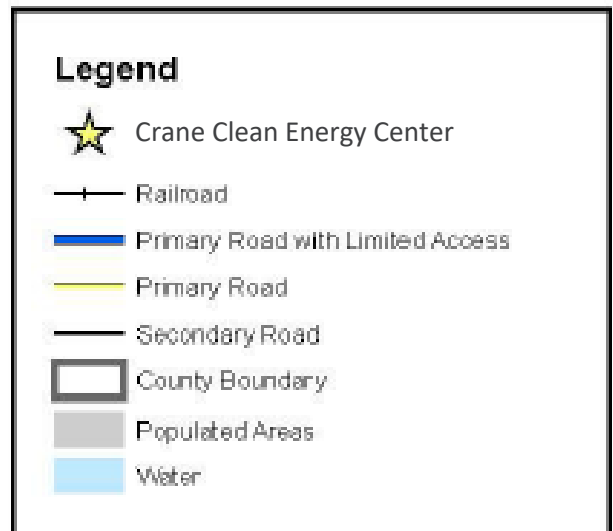 Legend
Crane Clean Energy Center
Railroad
Primary Road with Limited Access
Primary Road
Secondary Road
County Boundary
Populated Areas
Water